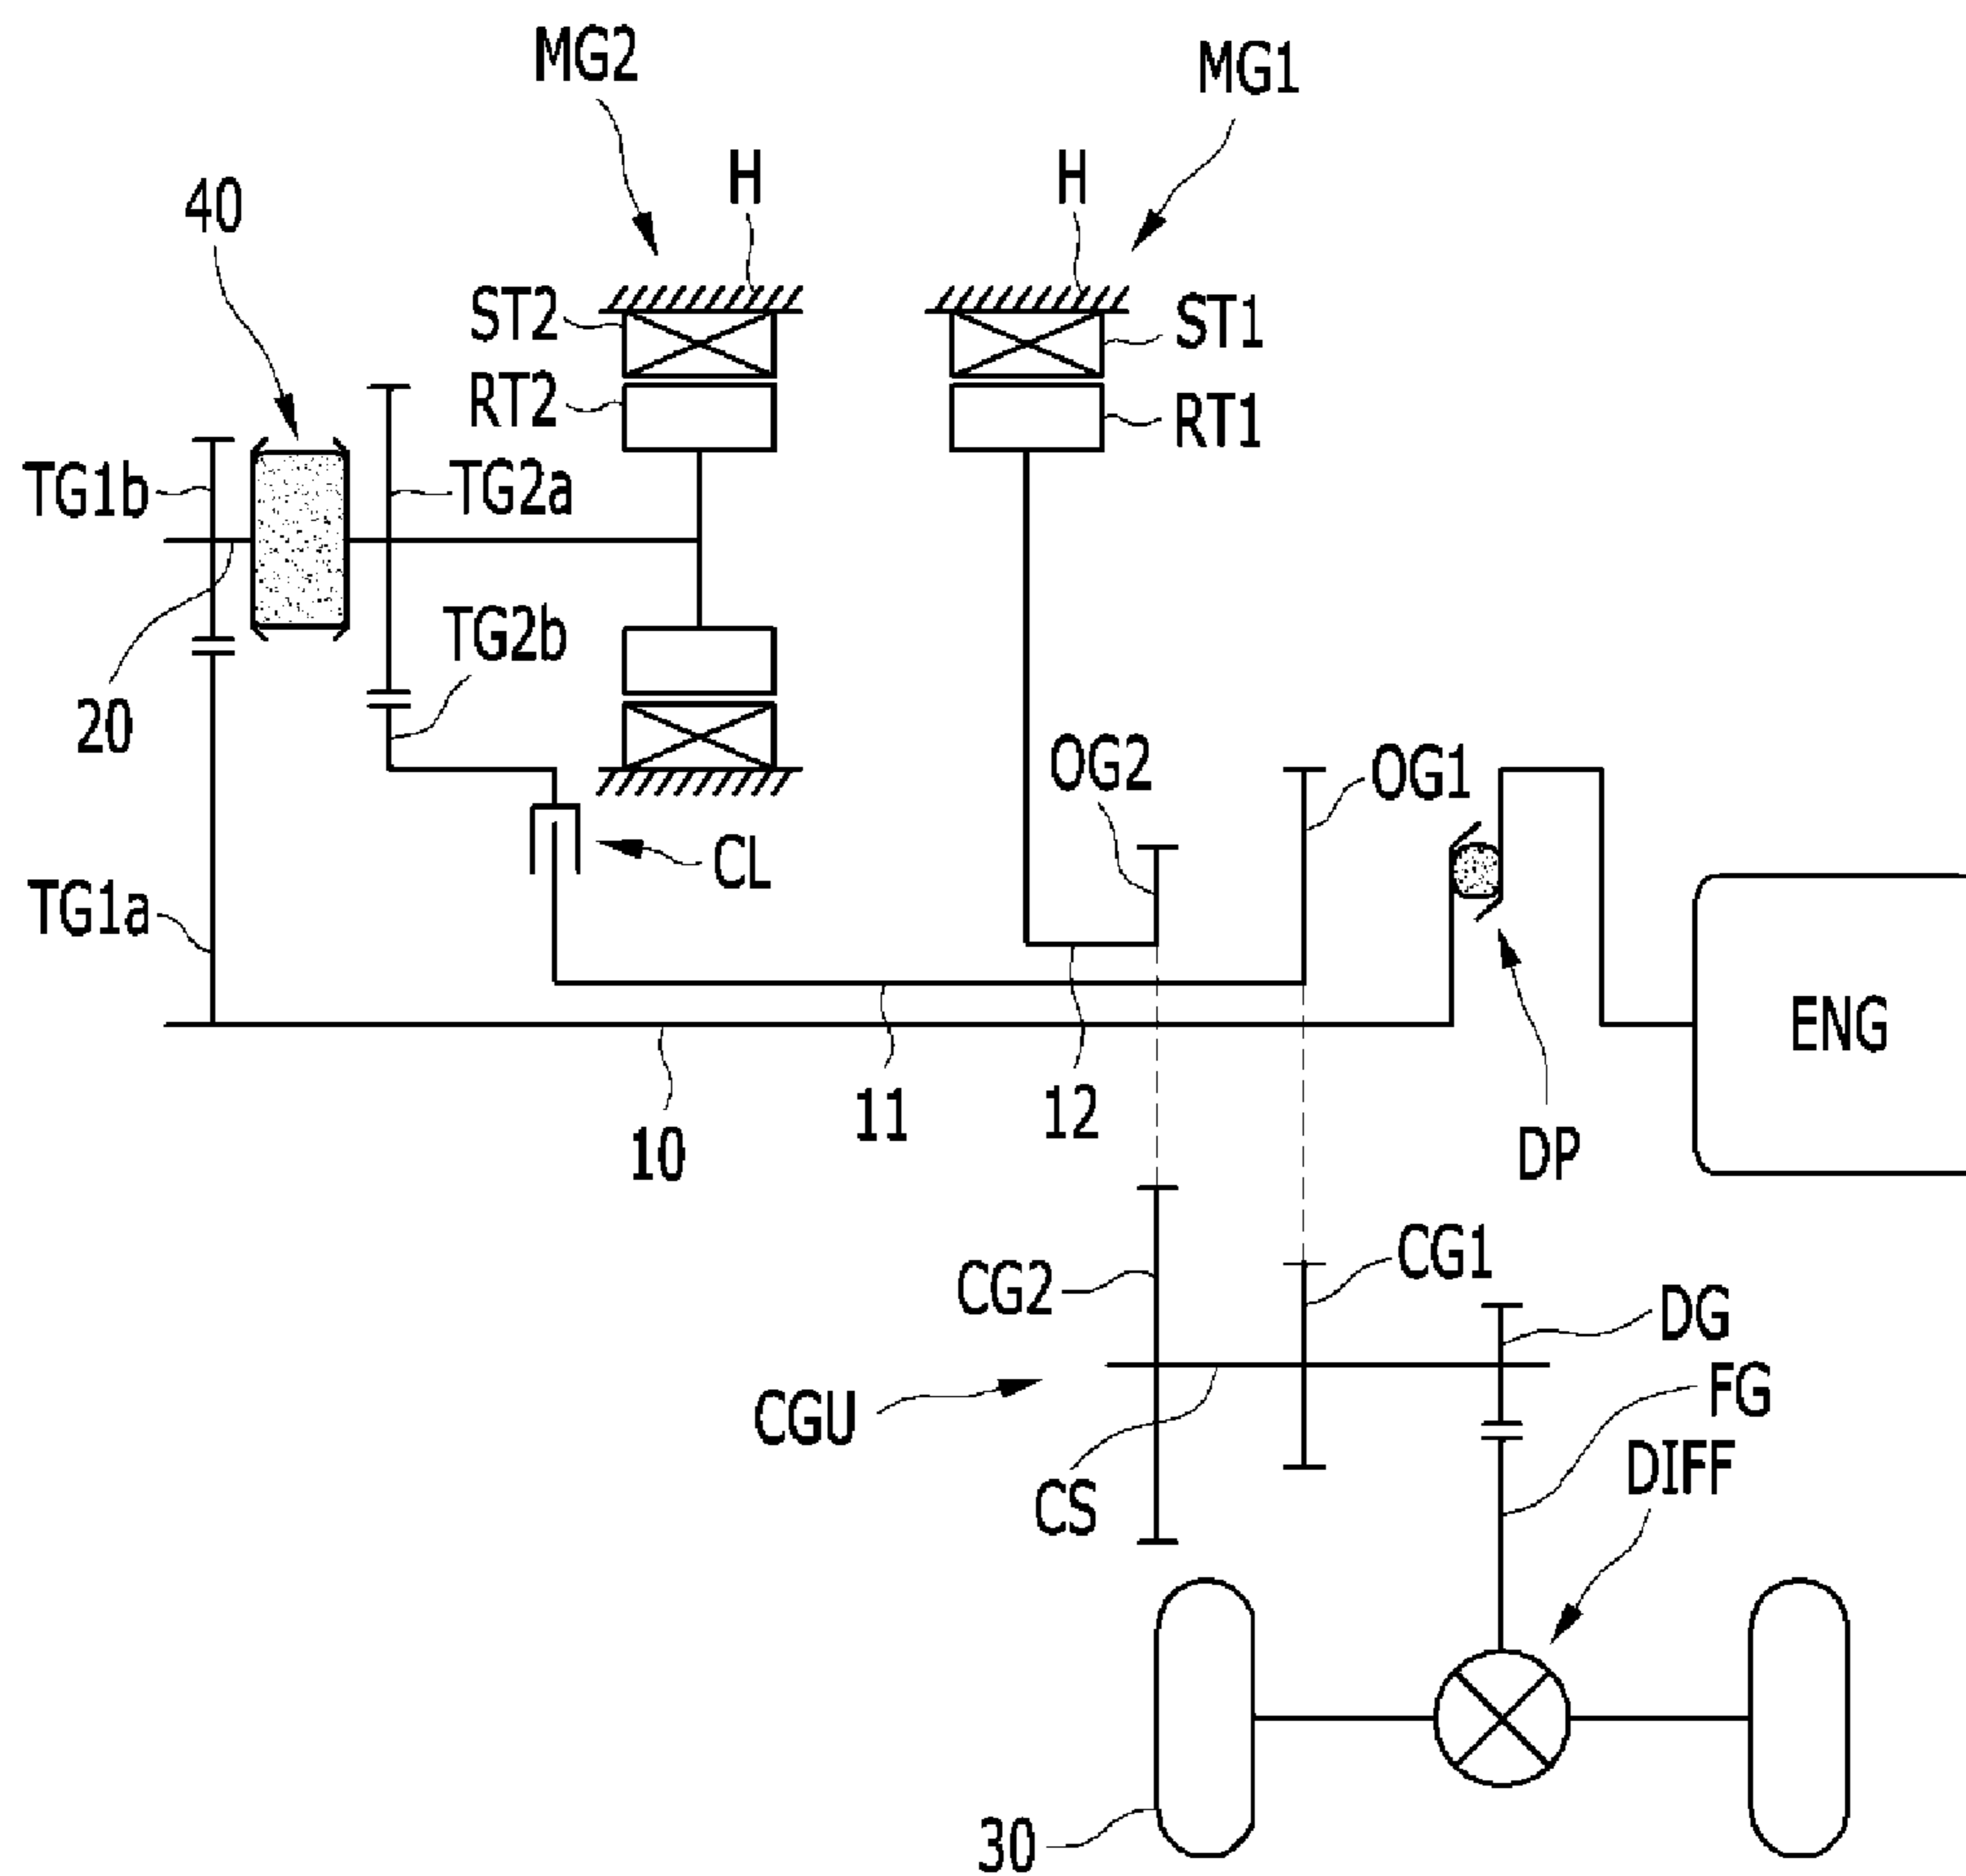 MG2
MG1
H
H
40
ST2
ST1
RT2
RT1
TG1b
TG2a
TG2b
20
OG2
OG1
CL
TG1a
ENG
11
12
10
DP
CG2
CG1
DG
FG
CGU
DIFF
CS
30